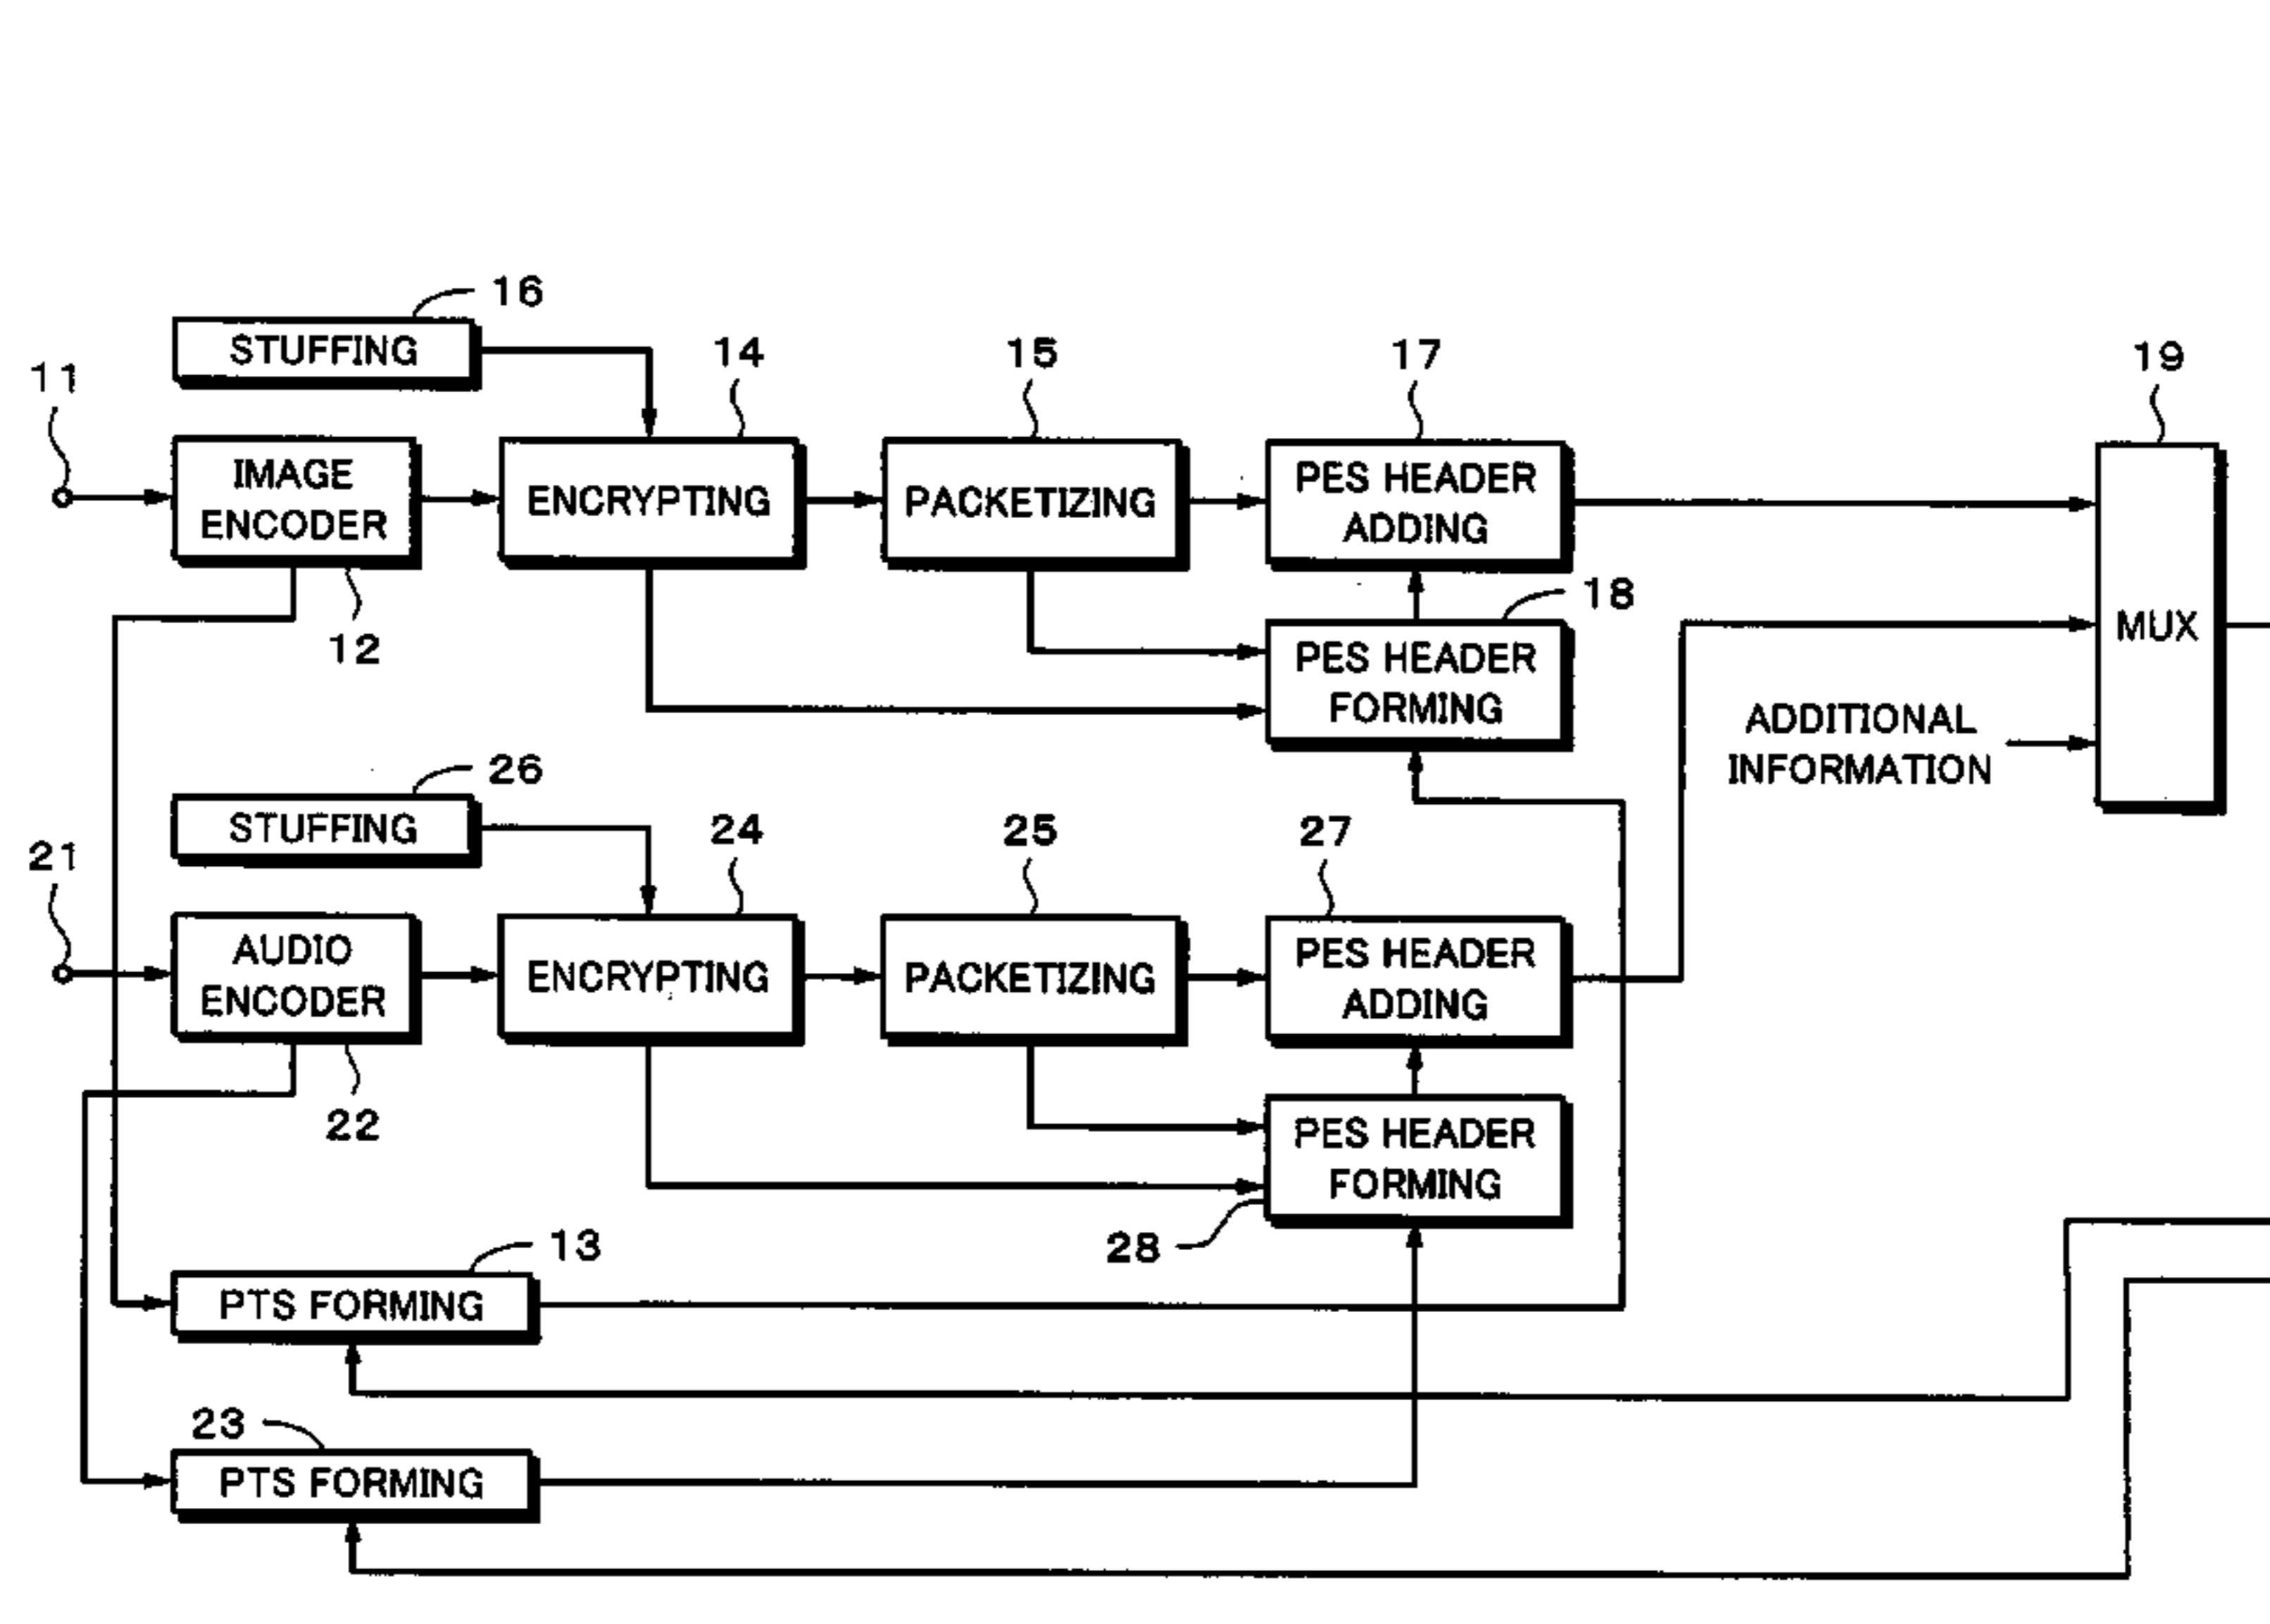 16
STUFFING
11
14
15
17
19
IMAGE
ENCODER
ENCRYPTING
PACKETIZING
PES HEADER
ADDING
12
18
PES HEADER
FORMING
MUX
ADDITIONAL
INFORMATION
26
STUFFING
21
24
25
27
AUDIO
ENCODER
ENCRYPTING
PACKETIZING
PES HEADER
ADDING
22
PES HEADER
FORMING
28
13
PTS FORMING
23
PTS FORMING